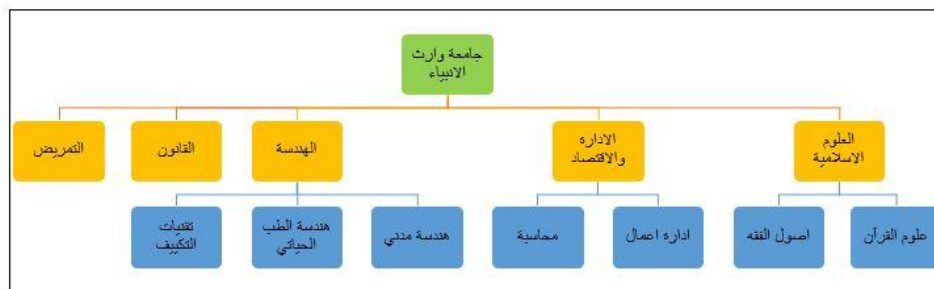 جامعة وارث
الانبياء
العلوم
الاسلامية
الاداره
والاقتصاد
الهندسة
القانون
التمريض
علوم القرآن
اصول الفقه
اداره اعمال
محاسبة
هندسة مدني
هندسة الطب
الحياتي
تقنيات
التكييف